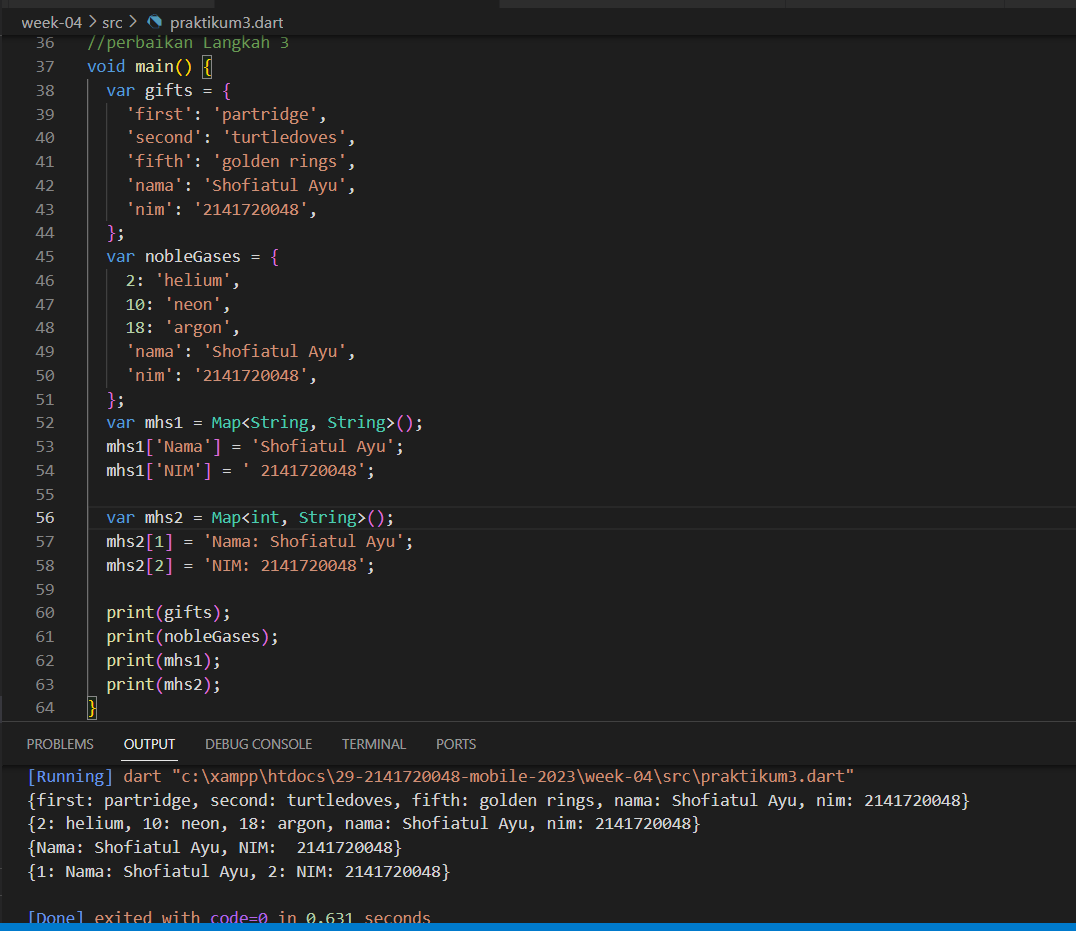 week-04 > src > praktikum3.dart
36 //perbaikan Langkah 3
37 void main() {
38 var gifts = {
39 'first': 'partridge',
40 'second': 'turtledoves',
41 'fifth': 'golden rings',
42 'nama': 'Shofiatul Ayu',
43 'nim': '2141720048',
44 };
45 var nobleGases = {
46 2: 'helium',
47 10: 'neon',
48 18: 'argon',
49 'nama': 'Shofiatul Ayu',
50 'nim': '2141720048',
51 };
52 var mhs1 = Map<String, String>();
53 mhs1['Nama'] = 'Shofiatul Ayu';
54 mhs1['NIM'] = ' 2141720048';
55
56 var mhs2 = Map<int, String>();
57 mhs2[1] = 'Nama: Shofiatul Ayu';
58 mhs2[2] = 'NIM: 2141720048';
59
60 print(gifts);
61 print(nobleGases);
62 print(mhs1);
63 print(mhs2);
64 }
PROBLEMS OUTPUT DEBUG CONSOLE TERMINAL PORTS
[Running] dart "c:\xampp\htdocs\29-2141720048-mobile-2023\week-04\src\praktikum3.dart"
{first: partridge, second: turtledoves, fifth: golden rings, nama: Shofiatul Ayu, nim: 2141720048}
{2: helium, 10: neon, 18: argon, nama: Shofiatul Ayu, nim: 2141720048}
{Nama: Shofiatul Ayu, NIM:  2141720048}
{1: Nama: Shofiatul Ayu, 2: NIM: 2141720048}
[Done] exited with code=0 in 0.631 seconds